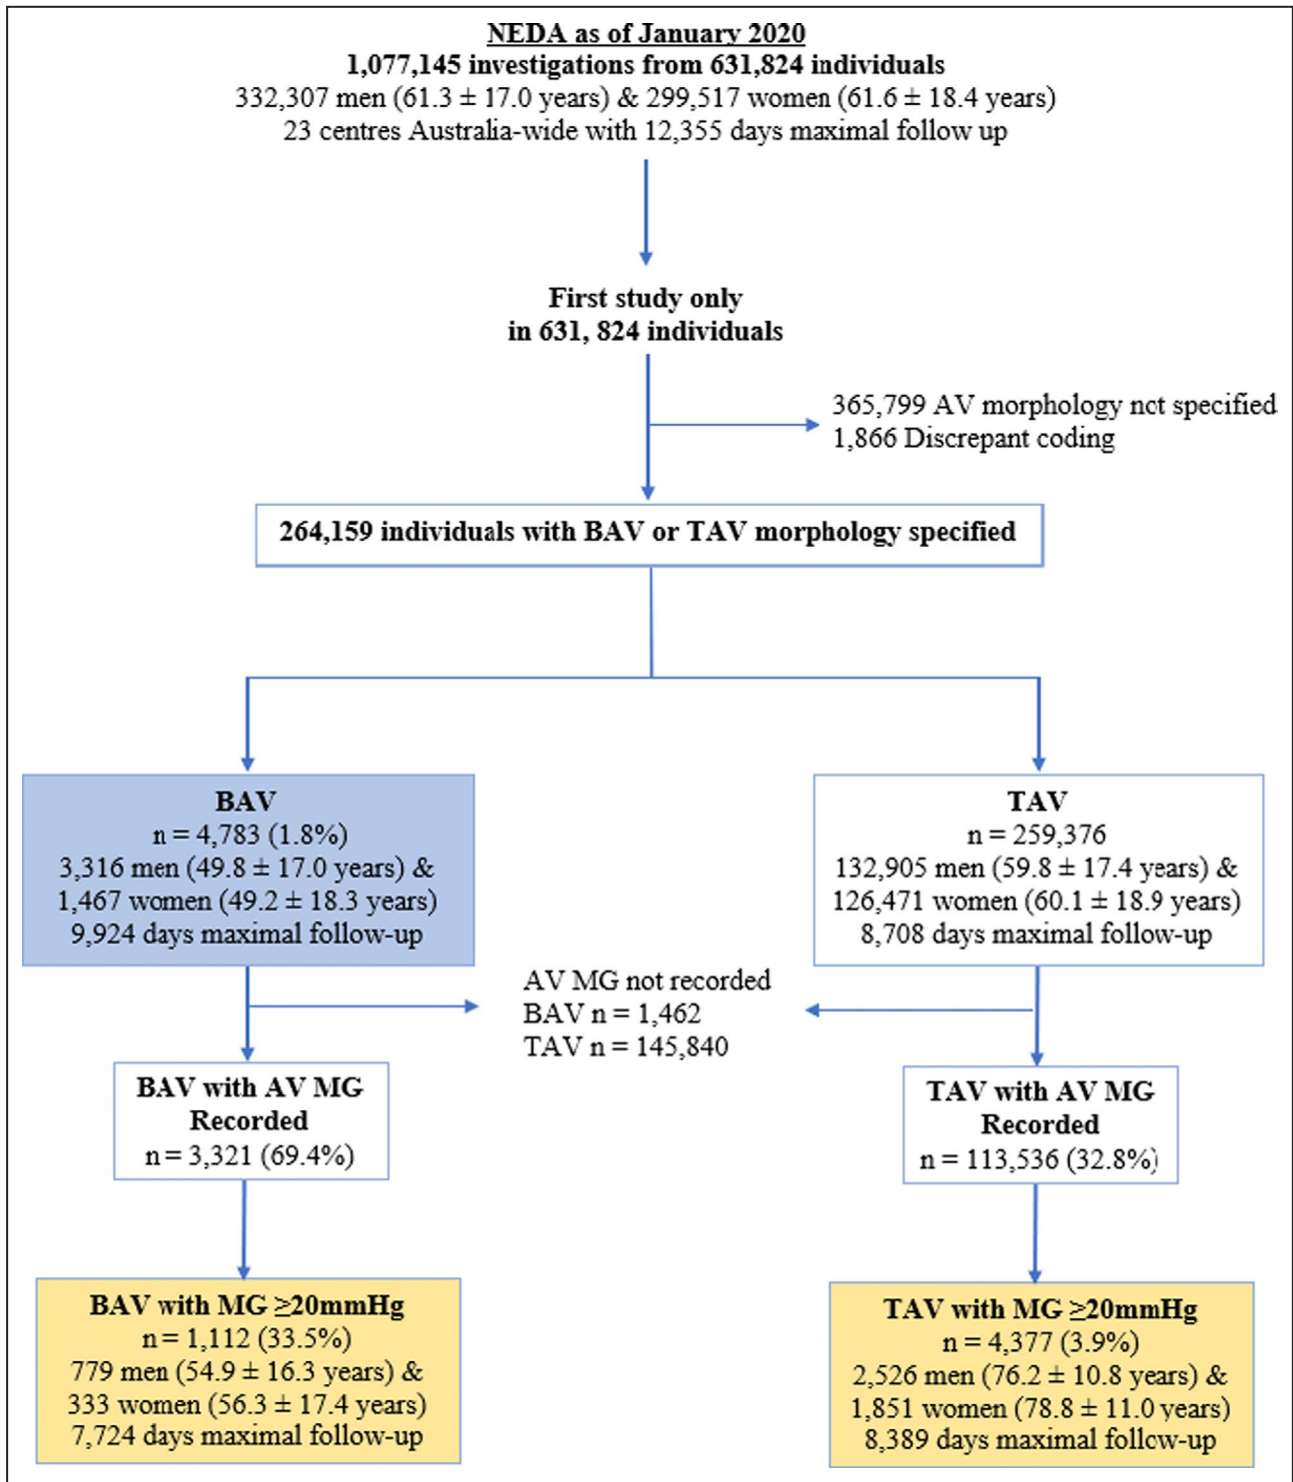 NEDA as of January 2020
1,077,145 investigations from 631,824 individuals
332,307 men (61.3 ± 17.0 years) & 299,517 women (61.6 ± 18.4 years)
23 centres Australia-wide with 12,355 days maximal follow up
First study only
in 631, 824 individuals
365,799 AV morphology not specified
1,866 Discrepant coding
264,159 individuals with BAV or TAV morphology specified
BAV
n = 4,783 (1.8%)
3,316 men (49.8 ± 17.0 years) &
1,467 women (49.2 ± 18.3 years)
9,924 days maximal follow-up
TAV
n = 259,376
132,905 men (59.8 ± 17.4 years) &
126,471 women (60.1 ± 18.9 years)
8,708 days maximal follow-up
AV MG not recorded
BAV n = 1,462
TAV n = 145,840
BAV with AV MG
Recorded
n = 3,321 (69.4%)
TAV with AV MG
Recorded
n = 113,536 (32.8%)
BAV with MG ≥20mmHg
n = 1,112 (33.5%)
779 men (54.9 ± 16.3 years) &
333 women (56.3 ± 17.4 years)
7,724 days maximal follow-up
TAV with MG ≥20mmHg
n = 4,377 (3.9%)
2,526 men (76.2 ± 10.8 years) &
1,851 women (78.8 ± 11.0 years)
8,389 days maximal follow-up